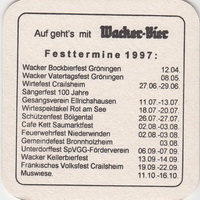 Auf geht's mit Wacker-Bier
Festtermine 1997:
Wacker Bockbierfest Gröningen 12.04
Wacker Vatertagsfest Gröningen 08.05.
Wirtefest Crailsheim 27.06.-29.06.
Sängerfest 100 Jahre
Gesangsverein Ellrichshausen 11.07.-13.07.
Wirtespektakel Rot am See 18.07.-20.07.
Schützenfest Bölgental 26.07.-27.07.
Cafe Kett Saumarktfest 02.08.-03.08.
Feuerwehrfest Niederwinden 02.08.-03.08.
Gemeindefest Bronnholzheim 03.08.
Unterdorffest SpVGG-Förderverein 06.09.-07.09.
Wacker Kellerbierfest 13.09.-14.09.
Fränkisches Volksfest Crailsheim 19.09.-22.09.
Muswiese 11.10.-16.10.